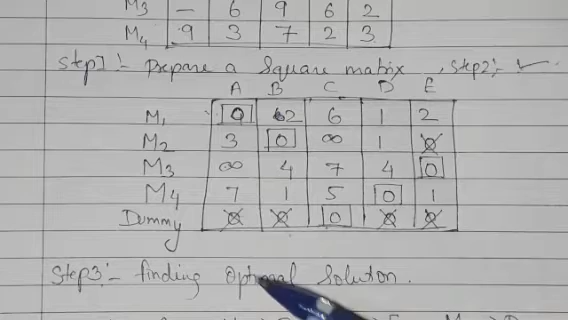 M3 — 6 9 6 2
M4 9 3 7 2 3
Step1:- Prepare a Square matrix, Step2:-
A B C D E
M1 0 2 6 1 2
M2 3 0 ∞ 1 0
M3 ∞ 4 7 4 0
M4 7 1 5 0 1
Dummy 0 0 0 0 0
Step3:- finding Optimal Soluton.